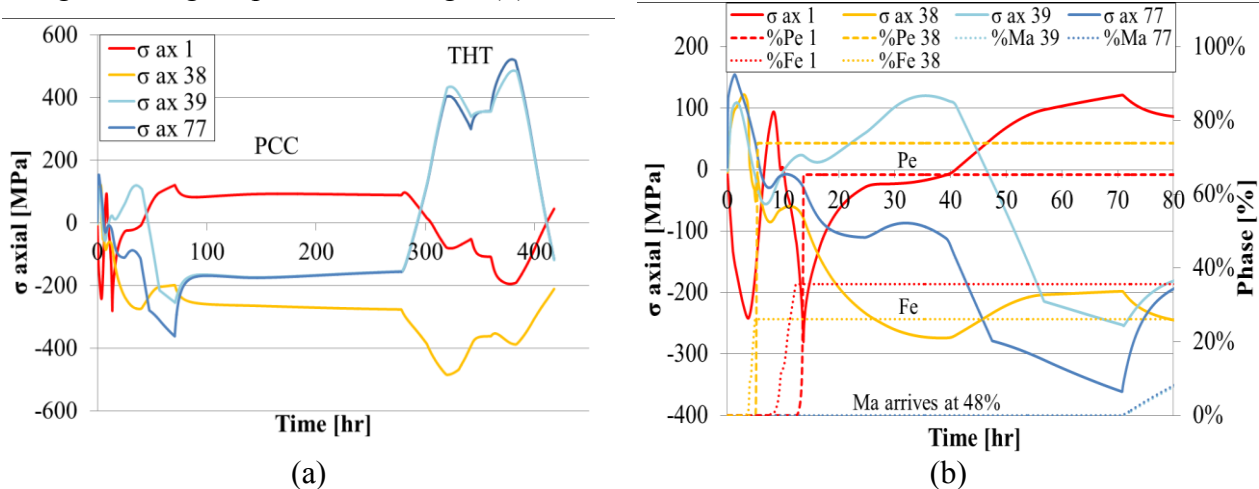 600
400
200
0
-200
-400
-600
σ axial [MPa]
σ ax 1
σ ax 38
σ ax 39
σ ax 77
THT
PCC
0
100
200
300
400
Time [hr]
(a)
σ ax 1 σ ax 38 σ ax 39 σ ax 77
%Pe 1 %Pe 38 %Ma 39 %Ma 77
%Fe 1 %Fe 38
200
100
0
-100
-200
-300
-400
σ axial [MPa]
Pe
0 10 20 30 40 50 60 70 80
Fe
Ma arrives at 48%
100%
80%
60%
40%
20%
0%
Phase [%]
Time [hr]
(b)